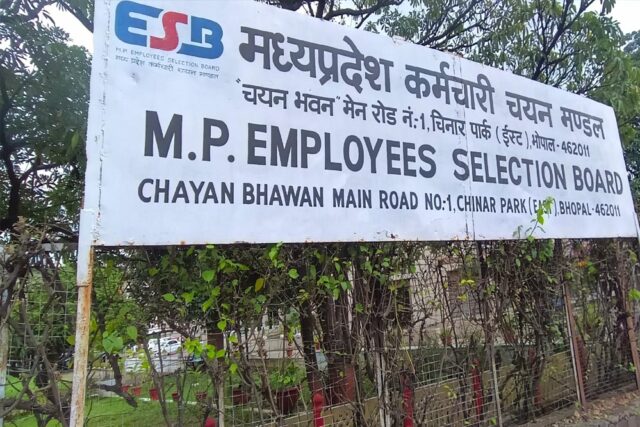 ESB
M.P. EMPLOYEES SELECTION BOARD
मध्य प्रदेश कर्मचारी चयन मण्डल
मध्यप्रदेश कर्मचारी चयन मण्डल
"चयन भवन" मेन रोड नं:1, चिनार पार्क (ईस्ट), भोपाल-462011
M.P. EMPLOYEES SELECTION BOARD
CHAYAN BHAWAN MAIN ROAD NO:-1, CHINAR PARK (EAST). BHOPAL-462011